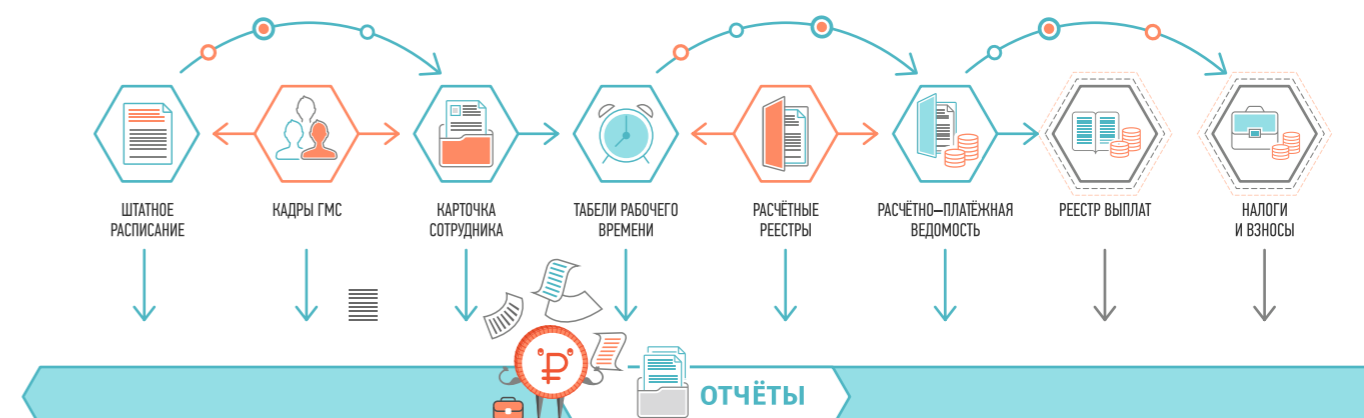 ШТАТНОЕ
РАСПИСАНИЕ
КАДРЫ ГМС
КАРТОЧКА
СОТРУДНИКА
ТАБЕЛИ РАБОЧЕГО
ВРЕМЕНИ
РАСЧЁТНЫЕ
РЕЕСТРЫ
РАСЧЁТНО–ПЛАТЁЖНАЯ
ВЕДОМОСТЬ
РЕЕСТР ВЫПЛАТ
НАЛОГИ
И ВЗНОСЫ
₽
ОТЧЁТЫ